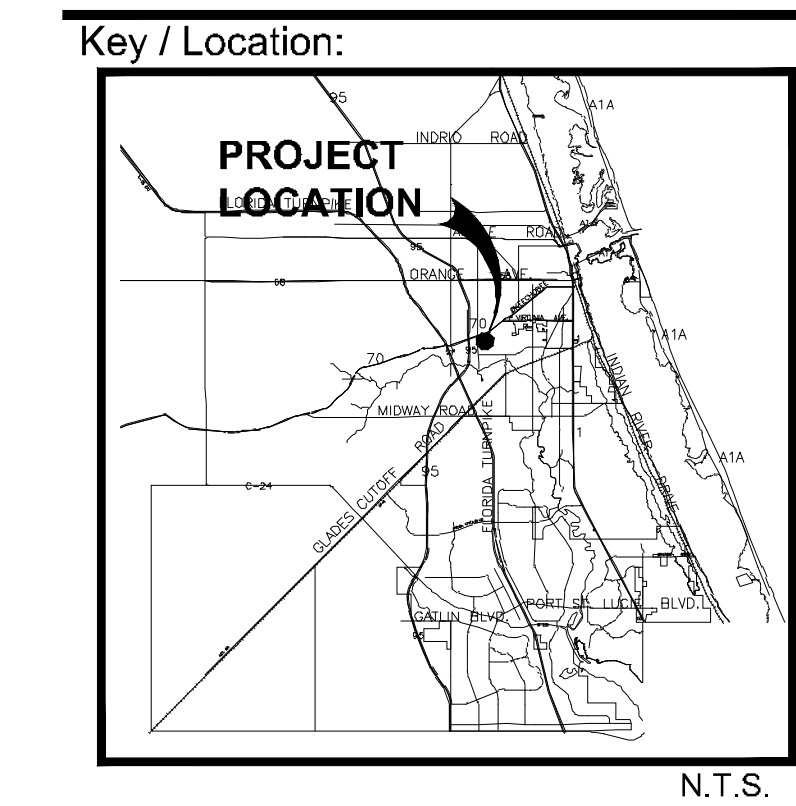 Key / Location:
95
A1A
INDRIO ROAD
PROJECT
LOCATION
FLORIDA TURNPIKE
ROAD
95
ORANGE AVE.
68
VIRGINIA AVE.
70
95
70
A1A
INDIAN RIVER DRIVE
MIDWAY ROAD
FLORIDA TURNPIKE
1
GLADES CUTOFF ROAD
95
A1A
C-24
PORT ST. LUCIE BLVD.
GATLIN BLVD.
95
N.T.S.